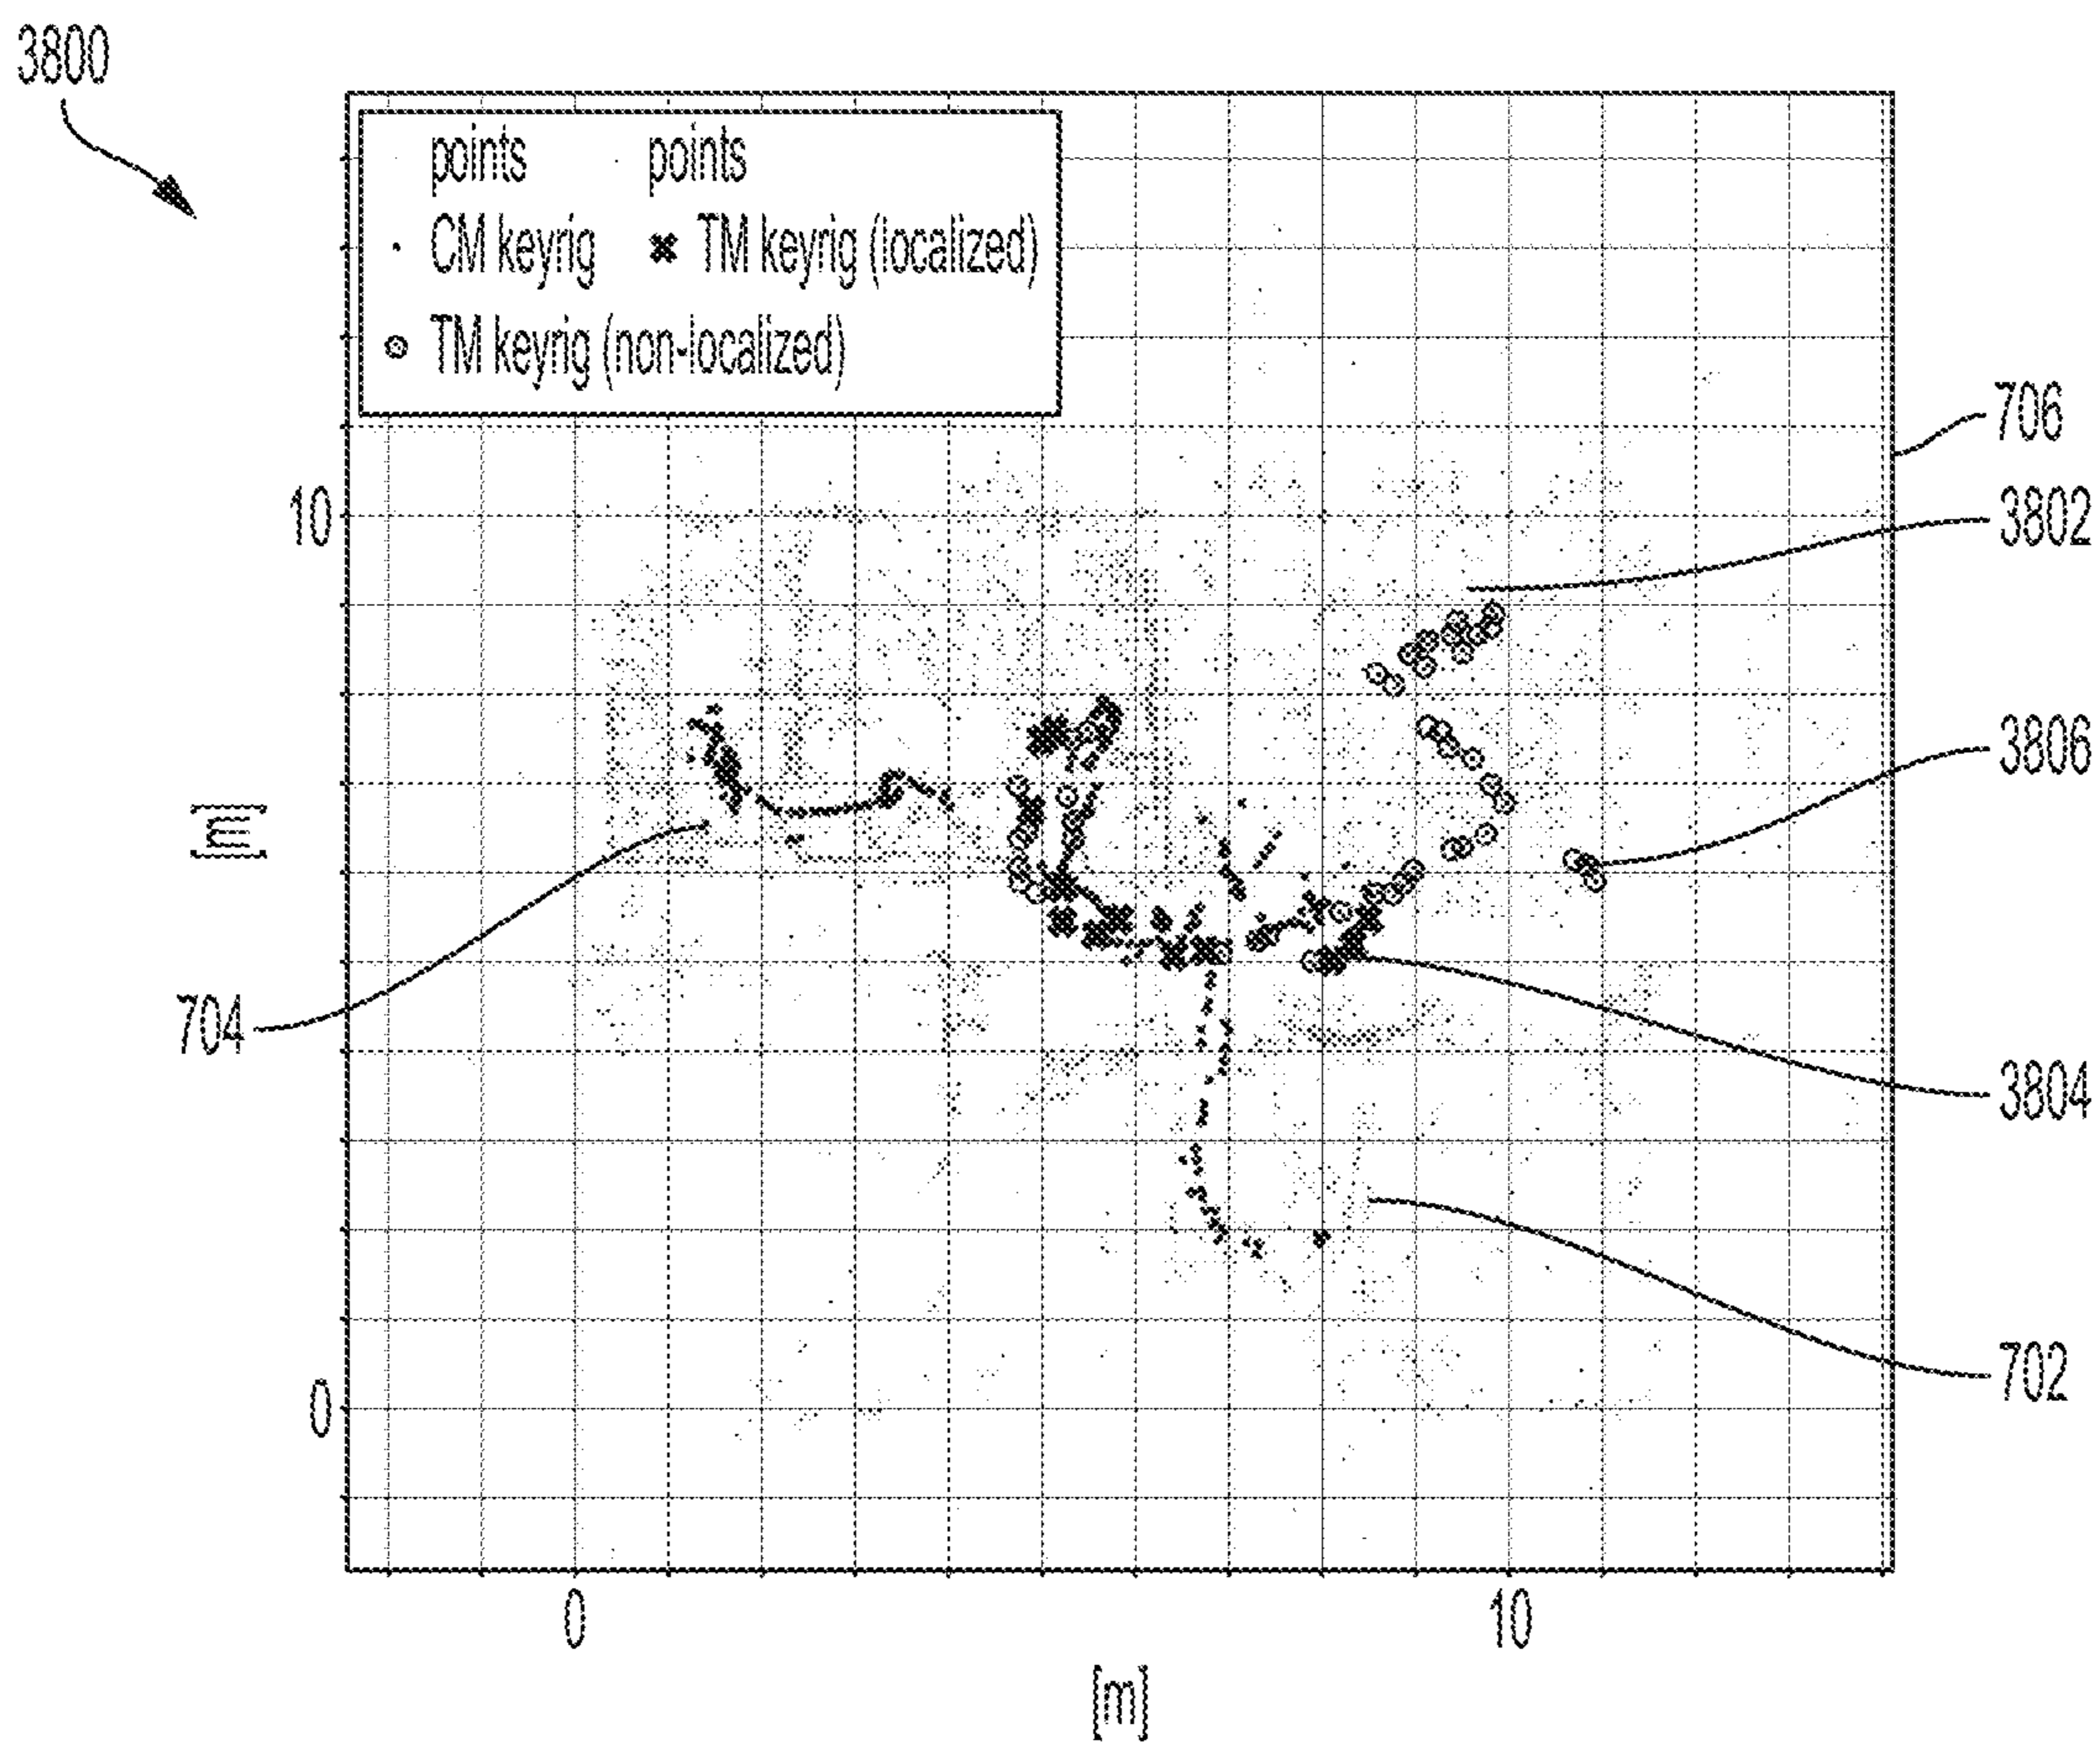 3800
points points
CM keyrig TM keyrig (localized)
TM keyrig (non-localized)
706
10
3802
3806
[m]
704
3804
702
0
0 10
[m]